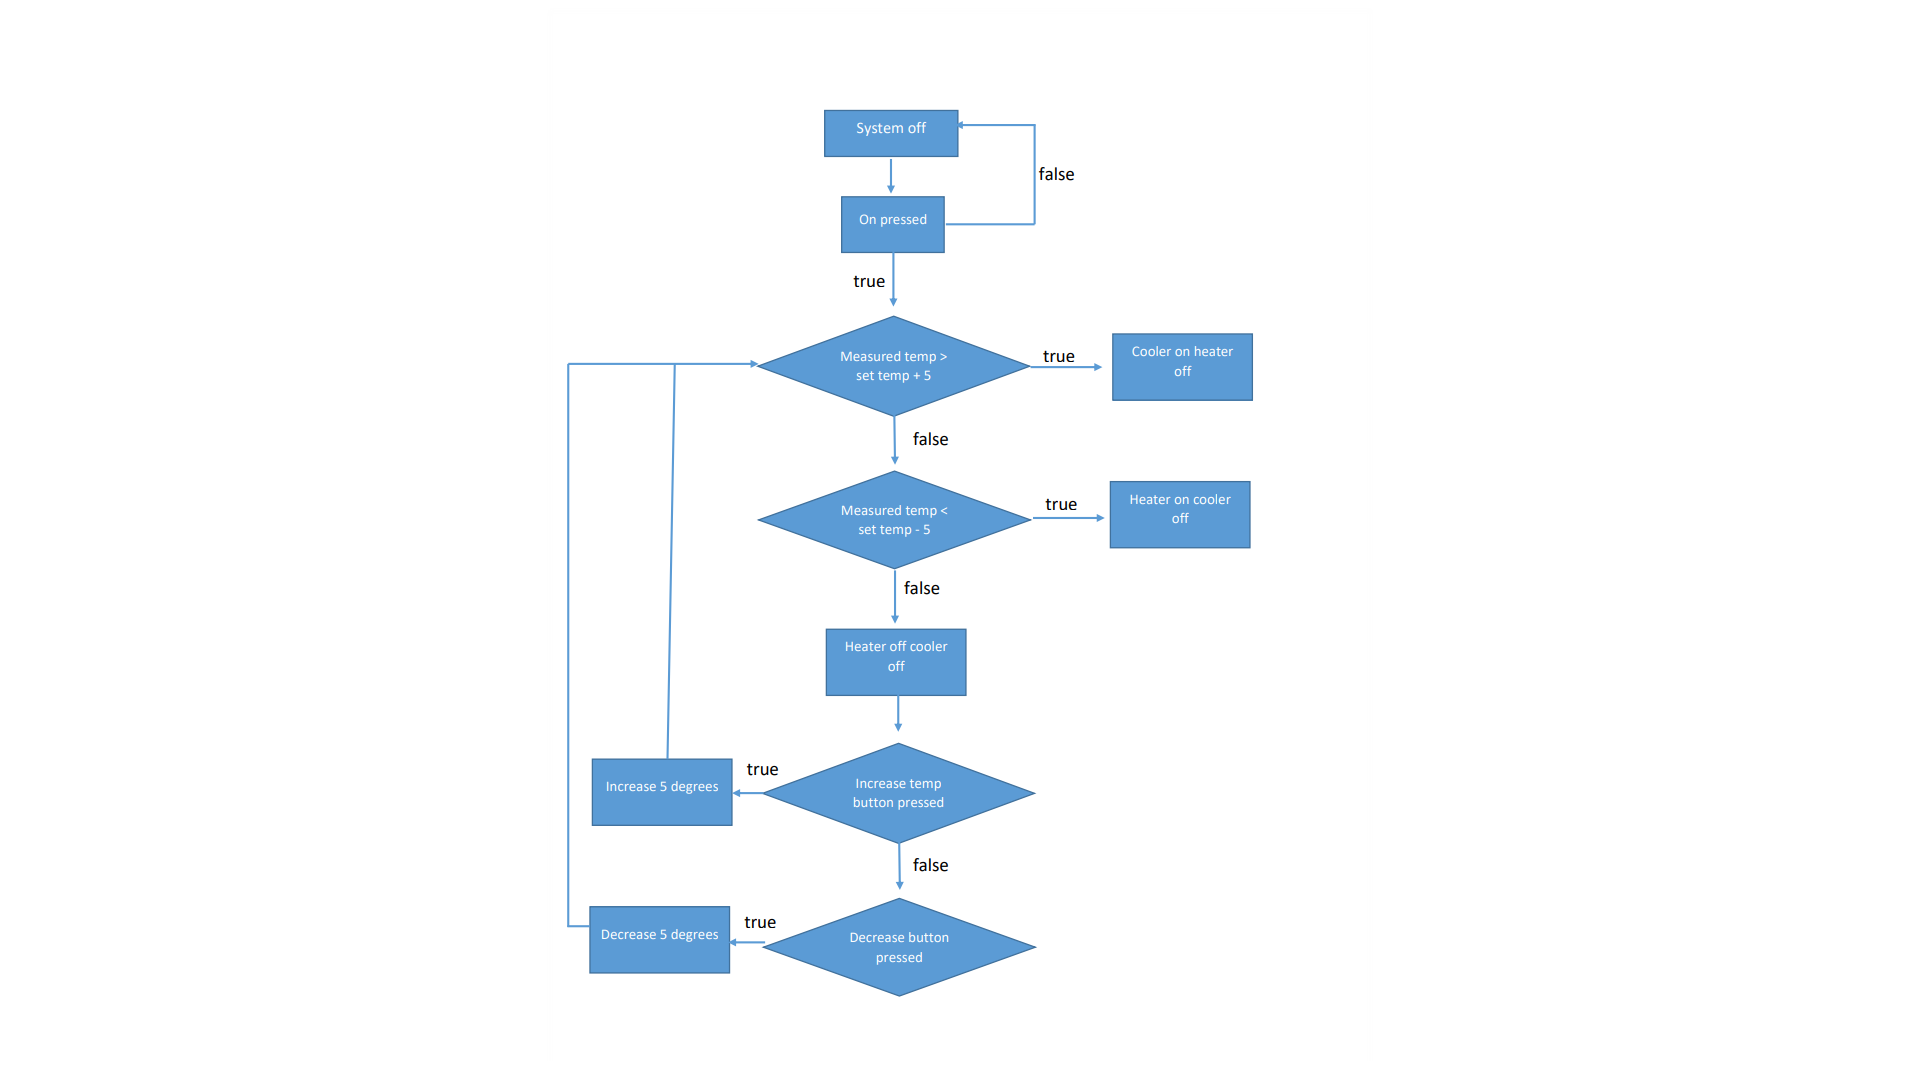 System off
false
On pressed
true
Measured temp >
set temp + 5
true
Cooler on heater
off
false
Measured temp <
set temp - 5
true
Heater on cooler
off
false
Heater off cooler
off
Increase temp
button pressed
true
Increase 5 degrees
false
Decrease button
pressed
true
Decrease 5 degrees